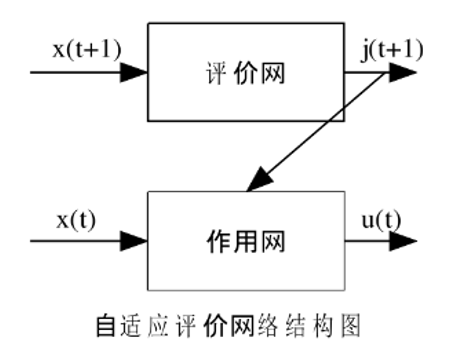 x(t+1)
评价网
j(t+1)
x(t)
作用网
u(t)
自适应评价网络结构图